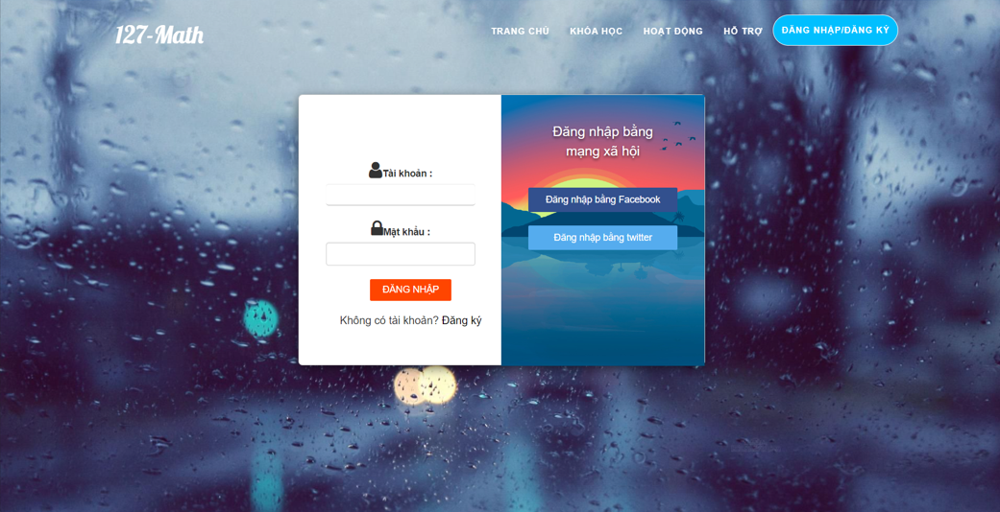 127-Math
TRANG CHỦ KHÓA HỌC HOẠT ĐỘNG HỖ TRỢ ĐĂNG NHẬP/ĐĂNG KÝ
Tài khoản :
Mật khẩu :
ĐĂNG NHẬP
Không có tài khoản? Đăng ký
Đăng nhập bằng
mạng xã hội
Đăng nhập bằng Facebook
Đăng nhập bằng twitter